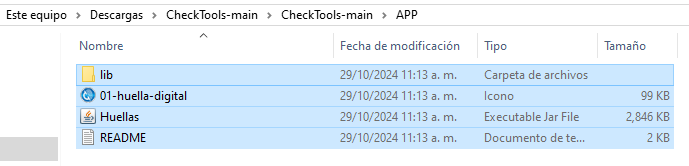 Este equipo > Descargas > CheckTools-main > CheckTools-main > APP
Nombre Fecha de modificación Tipo Tamaño
lib 29/10/2024 11:13 a. m. Carpeta de archivos
01-huella-digital 29/10/2024 11:13 a. m. Icono 99 KB
Huellas 29/10/2024 11:13 a. m. Executable Jar File 2,846 KB
README 29/10/2024 11:13 a. m. Documento de te... 2 KB